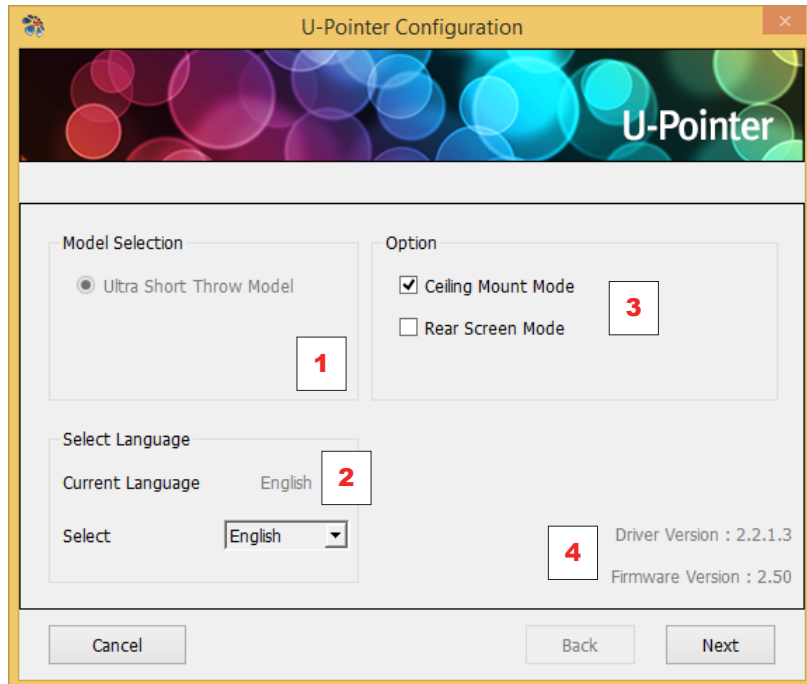 U-Pointer Configuration
U-Pointer
Model Selection
Ultra Short Throw Model
1
Option
Ceiling Mount Mode
Rear Screen Mode
3
Select Language
Current Language English
2
Select English
4
Driver Version : 2.2.1.3
Firmware Version : 2.50
Cancel Back Next